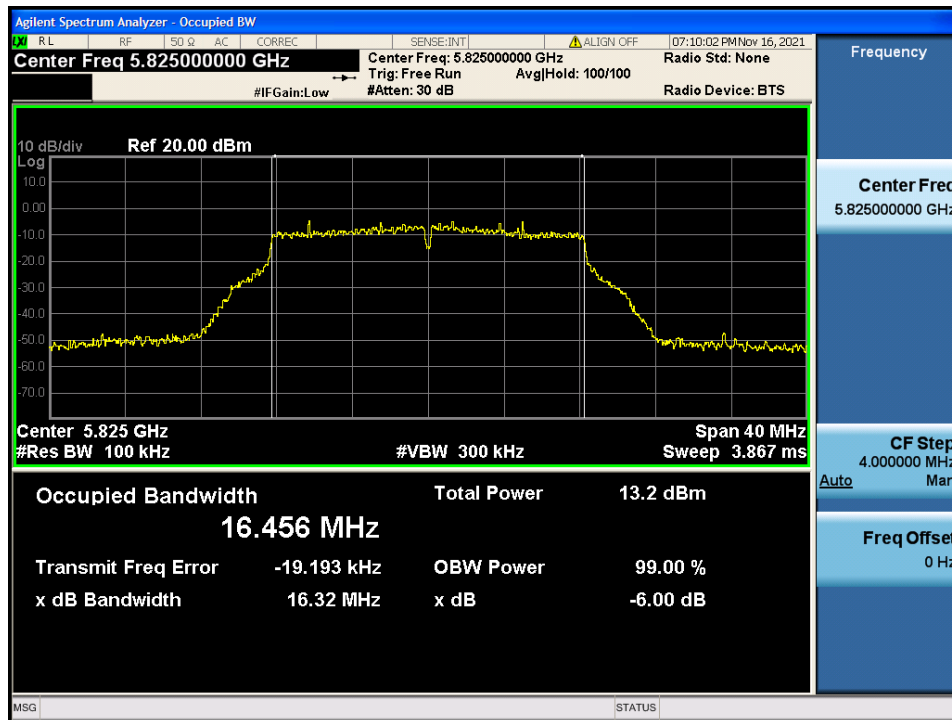 Agilent Spectrum Analyzer - Occupied BW
LXI RL RF 50 Ω AC CORREC SENSE:INT ALIGN OFF 07:10:02 PM Nov 16, 2021
Center Freq 5.825000000 GHz
Center Freq: 5.825000000 GHz
Radio Std: None
Trig: Free Run Avg|Hold: 100/100
#IFGain:Low #Atten: 30 dB Radio Device: BTS
Frequency
10 dB/div Ref 20.00 dBm
Log
10.0
0.00
-10.0
-20.0
-30.0
-40.0
-50.0
-60.0
-70.0
Center 5.825 GHz Span 40 MHz
#Res BW 100 kHz #VBW 300 kHz Sweep 3.867 ms
Center Freq
5.825000000 GHz
CF Step
4.000000 MHz
Auto Man
Freq Offset
0 Hz
Occupied Bandwidth Total Power 13.2 dBm
16.456 MHz
Transmit Freq Error -19.193 kHz OBW Power 99.00 %
x dB Bandwidth 16.32 MHz x dB -6.00 dB
MSG STATUS